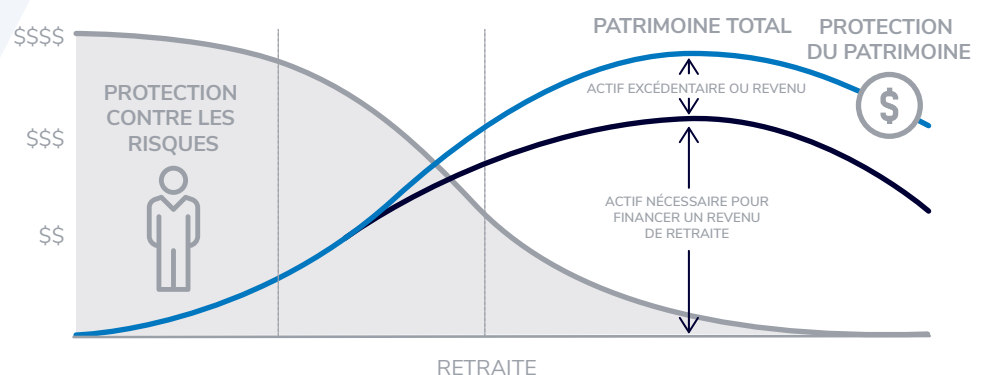 $$$$
$$$
$$
PROTECTION
CONTRE LES
RISQUES
PATRIMOINE TOTAL
PROTECTION
DU PATRIMOINE
$
ACTIF EXCÉDENTAIRE OU REVENU
ACTIF NÉCESSAIRE POUR
FINANCER UN REVENU
DE RETRAITE
RETRAITE